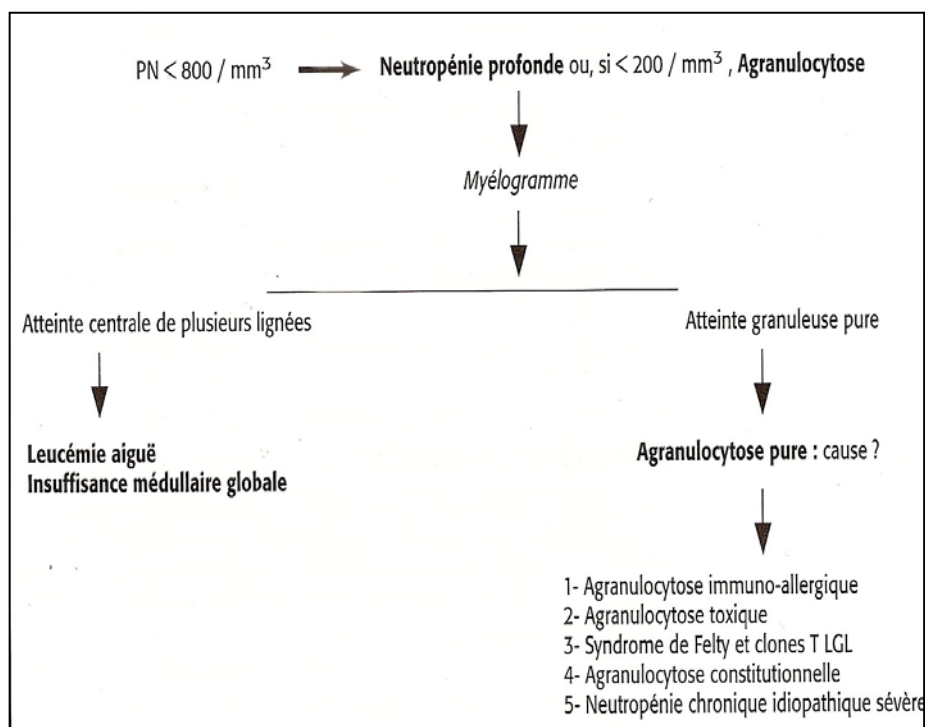 PN < 800 / mm³ Neutropénie profonde ou, si < 200 / mm³ , Agranulocytose
Myélogramme
Atteinte centrale de plusieurs lignées
Atteinte granuleuse pure
Leucémie aiguë
Insuffisance médullaire globale
Agranulocytose pure : cause ?
1- Agranulocytose immuno-allergique
2- Agranulocytose toxique
3- Syndrome de Felty et clones T LGL
4- Agranulocytose constitutionnelle
5- Neutropénie chronique idiopathique sévère